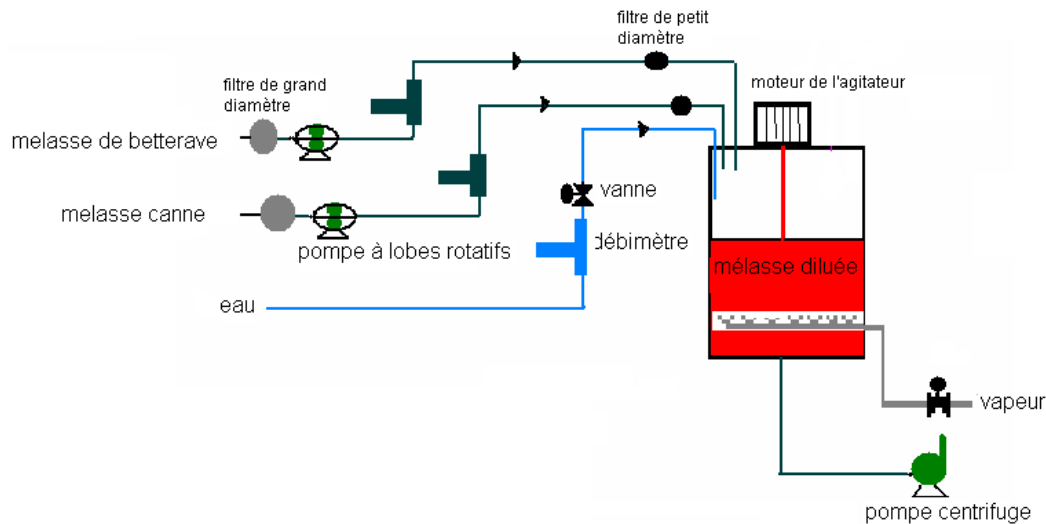 filtre de petit
diamètre
filtre de grand
diamètre
moteur de l'agitateur
melasse de betterave
vanne
melasse canne
débimètre
pompe à lobes rotatifs
mélasse diluée
eau
vapeur
pompe centrifuge